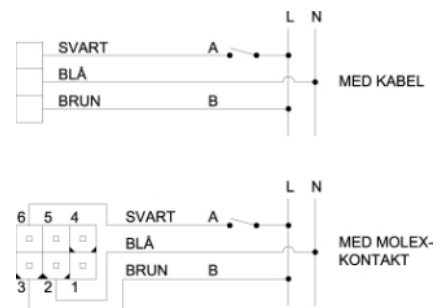 L N
SVART A
BLÅ
MED KABEL
BRUN B
L N
6 5 4
SVART A
BLÅ
MED MOLEX-
KONTAKT
BRUN B
3 2 1